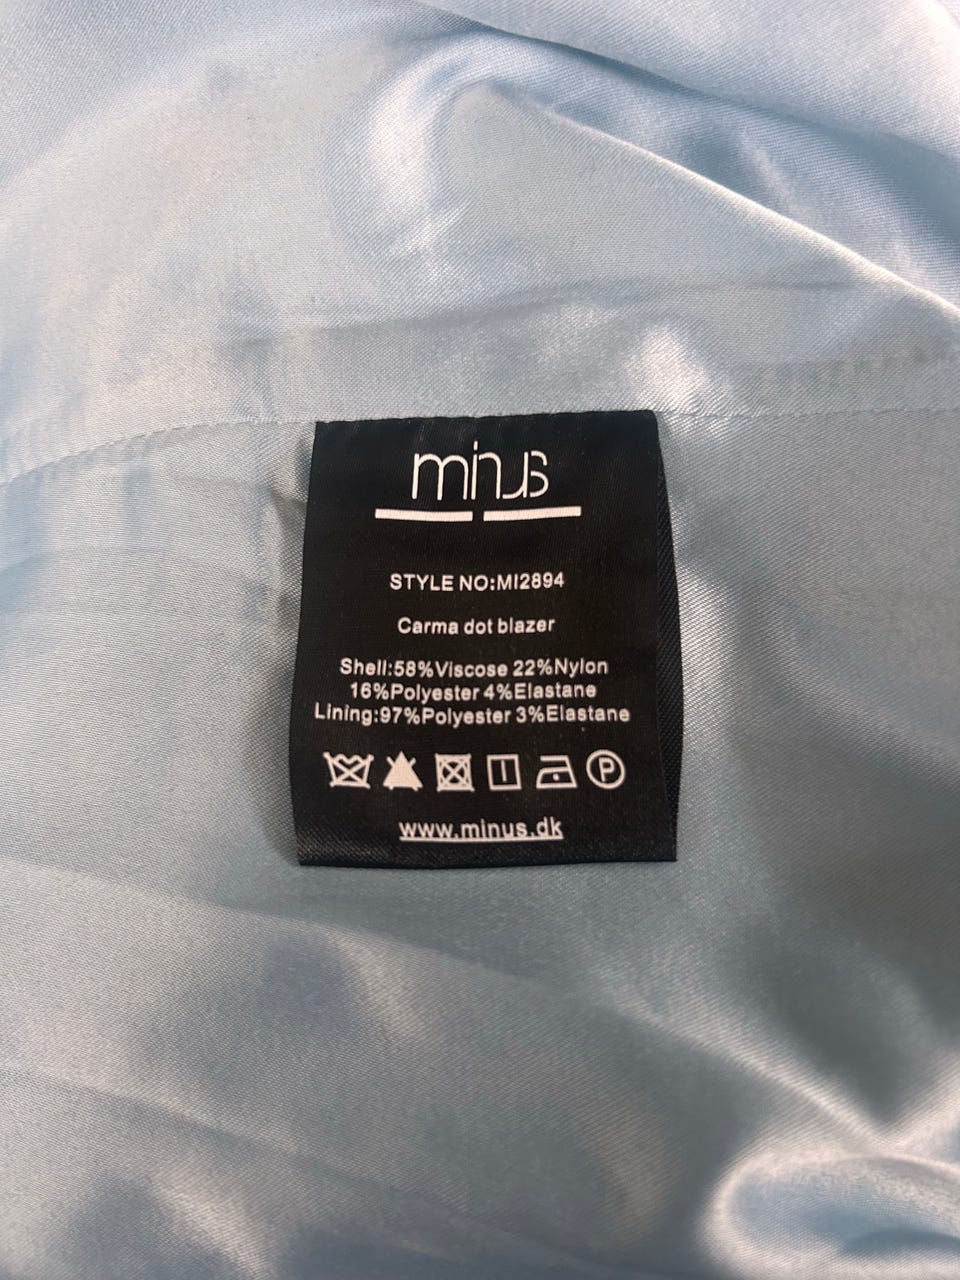 minus
STYLE NO:MI2894
Carma dot blazer
Shell:58%Viscose 22%Nylon
16%Polyester 4%Elastane
Lining:97%Polyester 3%Elastane
P
www.minus.dk